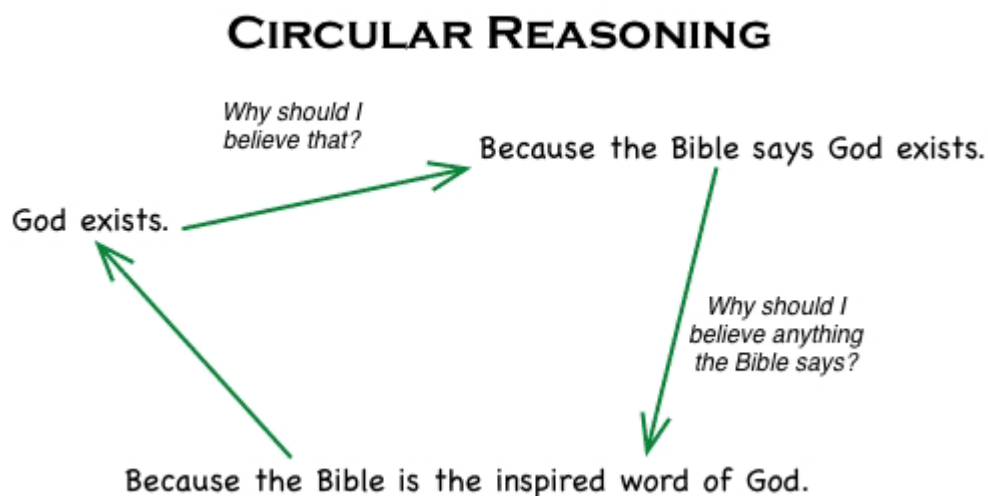 CIRCULAR REASONING
Why should I
believe that?
Because the Bible says God exists.
God exists.
Why should I
believe anything
the Bible says?
Because the Bible is the inspired word of God.